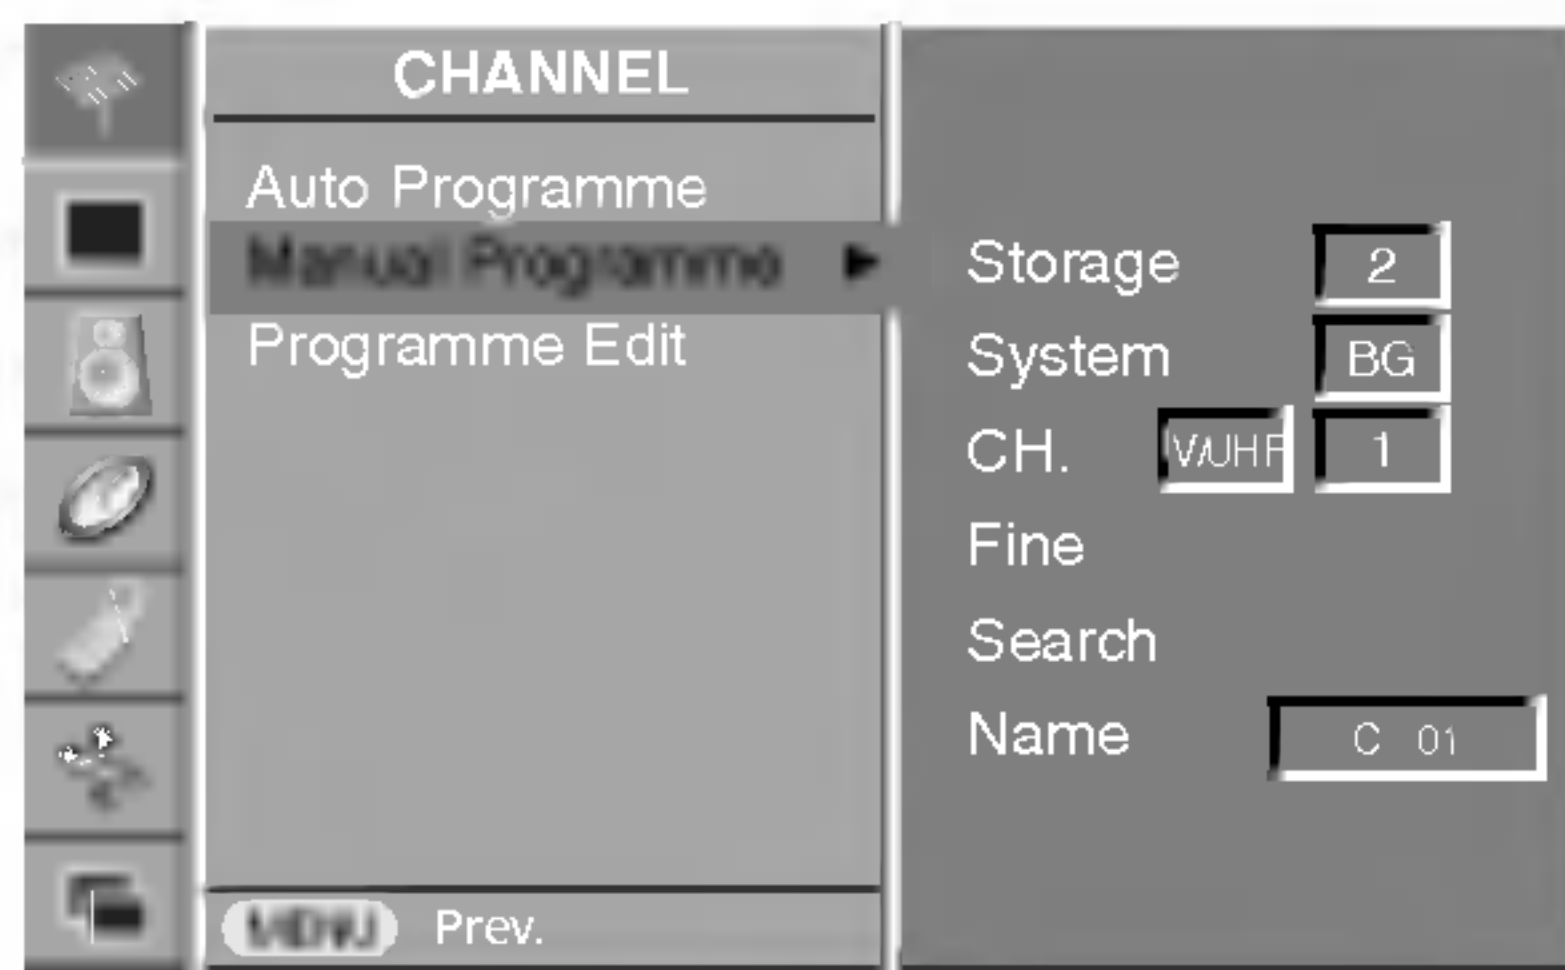 CHANNEL
Auto Programme
Manual Programme ►
Programme Edit
Storage 2
System BG
CH. V/UHF 1
Fine
Search
Name C 01
MENU Prev.